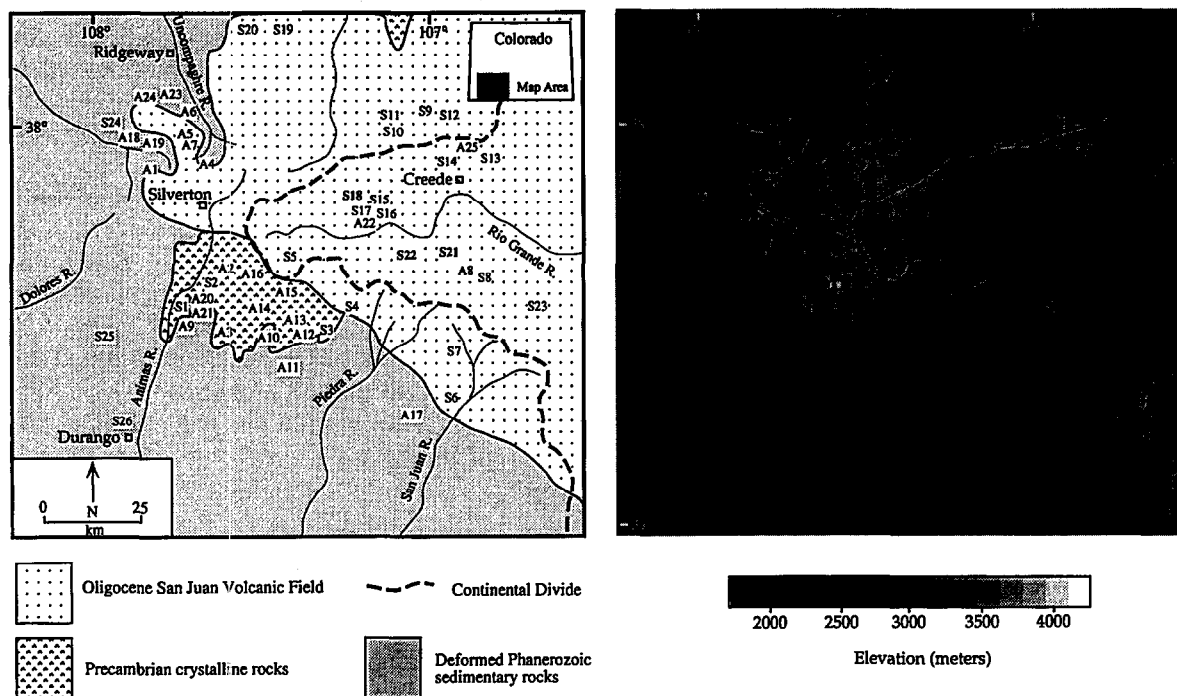 108°
107°
S20 S19
Ridgeway
Uncompaghre R.
Colorado
Map Area
A24 A23
A6
S24
38°
A18
A19
A5
A7
A4
A1
S11 S9 S12
S10
A25
S14 S13
Creede
Silverton
S18 S15
S17 S16
A22
Rio Grande R.
Dolores R.
S5
S22 S21
A8
S8
A2 A16
S2
A15
A20
S1
A21
A14
S4
S23
A9
A3
A13
A10 A12 S3
S25
A11
S7
Animas R.
Piedra R.
S6
A17
S26
Durango
San Juan R.
N
0 25
km
Oligocene San Juan Volcanic Field
Continental Divide
Precambrian crystalline rocks
Deformed Phanerozoic
sedimentary rocks
2000 2500 3000 3500 4000
Elevation (meters)